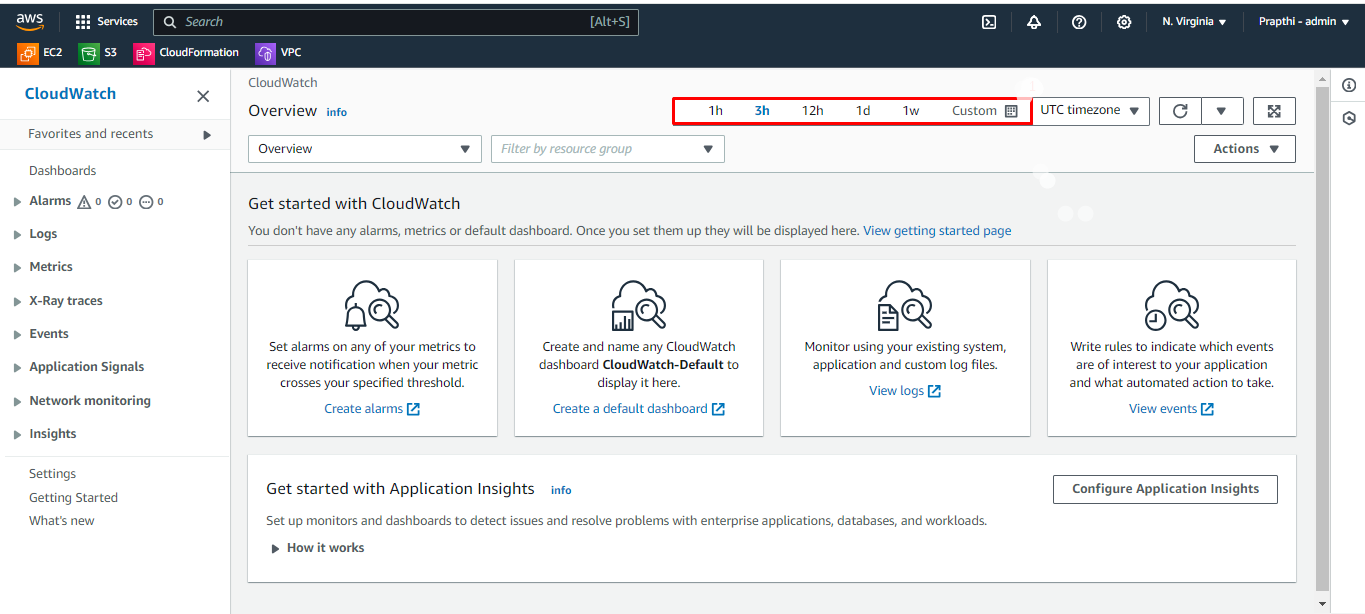 aws Services Search [Alt+S] N. Virginia Prapthi - admin
EC2 S3 CloudFormation VPC
CloudWatch
Favorites and recents
Dashboards
Alarms 0 0 0
Logs
Metrics
X-Ray traces
Events
Application Signals
Network monitoring
Insights
Settings
Getting Started
What's new
CloudWatch
Overview info
1h 3h 12h 1d 1w Custom UTC timezone
Overview Filter by resource group Actions
Get started with CloudWatch
You don't have any alarms, metrics or default dashboard. Once you set them up they will be displayed here. View getting started page
Set alarms on any of your metrics to
receive notification when your metric
crosses your specified threshold.
Create alarms
Create and name any CloudWatch
dashboard CloudWatch-Default to
display it here.
Create a default dashboard
Monitor using your existing system,
application and custom log files.
View logs
Write rules to indicate which events
are of interest to your application
and what automated action to take.
View events
Get started with Application Insights info
Configure Application Insights
Set up monitors and dashboards to detect issues and resolve problems with enterprise applications, databases, and workloads.
How it works